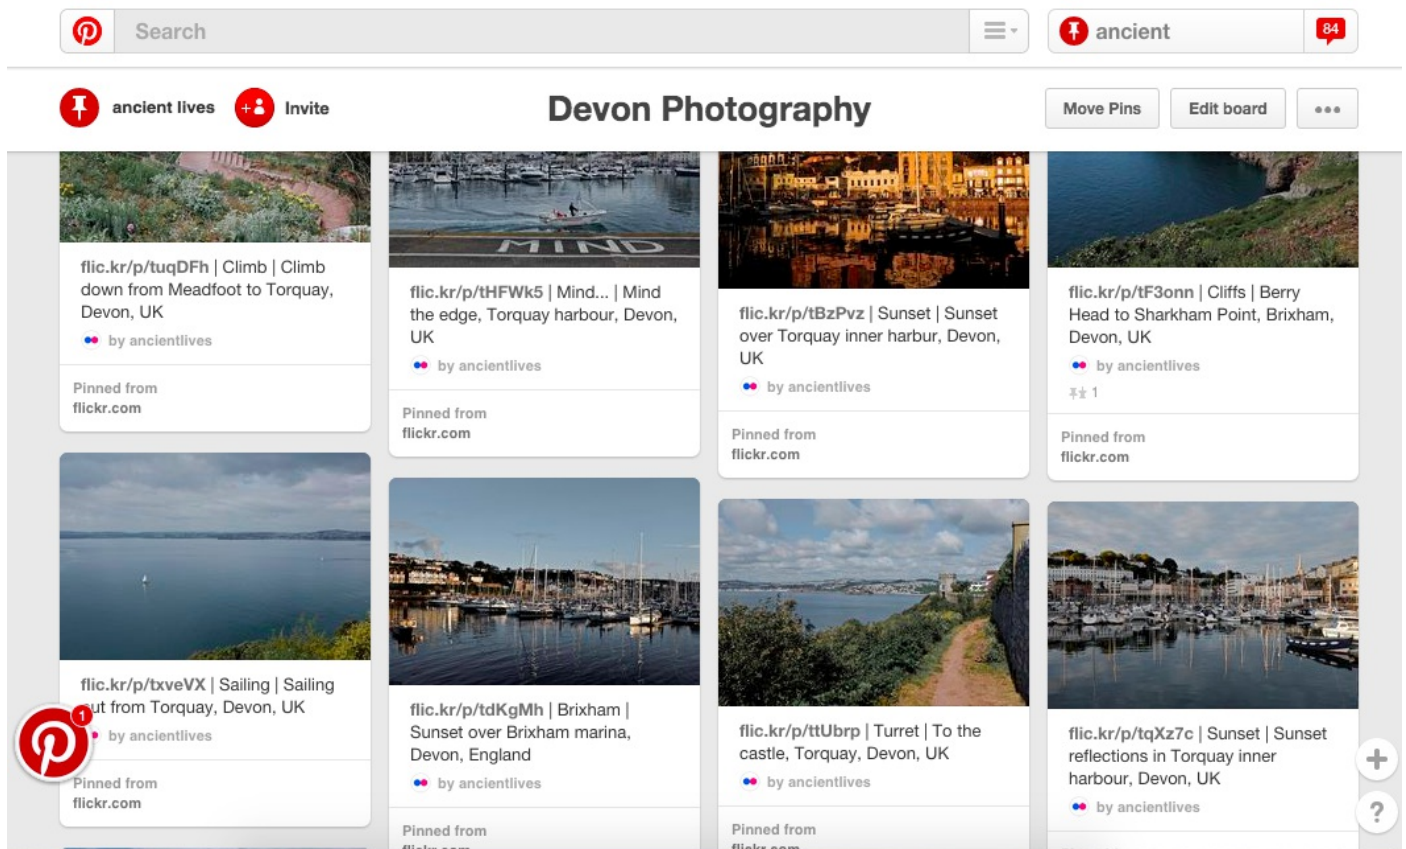 Search
ancient
84
ancient lives
Invite
Devon Photography
Move Pins
Edit board
flic.kr/p/tuqDFh | Climb | Climb
down from Meadfoot to Torquay,
Devon, UK
by ancientlives
Pinned from
flickr.com
MIND
flic.kr/p/tHFWk5 | Mind... | Mind
the edge, Torquay harbour, Devon,
UK
by ancientlives
Pinned from
flickr.com
flic.kr/p/tBzPvz | Sunset | Sunset
over Torquay inner harbur, Devon,
UK
by ancientlives
Pinned from
flickr.com
flic.kr/p/tF3onn | Cliffs | Berry
Head to Sharkham Point, Brixham,
Devon, UK
by ancientlives
1
Pinned from
flickr.com
flic.kr/p/txveVX | Sailing | Sailing
out from Torquay, Devon, UK
by ancientlives
1
Pinned from
flickr.com
flic.kr/p/tdKgMh | Brixham |
Sunset over Brixham marina,
Devon, England
by ancientlives
Pinned from
flickr.com
flic.kr/p/ttUbrp | Turret | To the
castle, Torquay, Devon, UK
by ancientlives
Pinned from
flickr.com
flic.kr/p/tqXz7c | Sunset | Sunset
reflections in Torquay inner
harbour, Devon, UK
by ancientlives
?